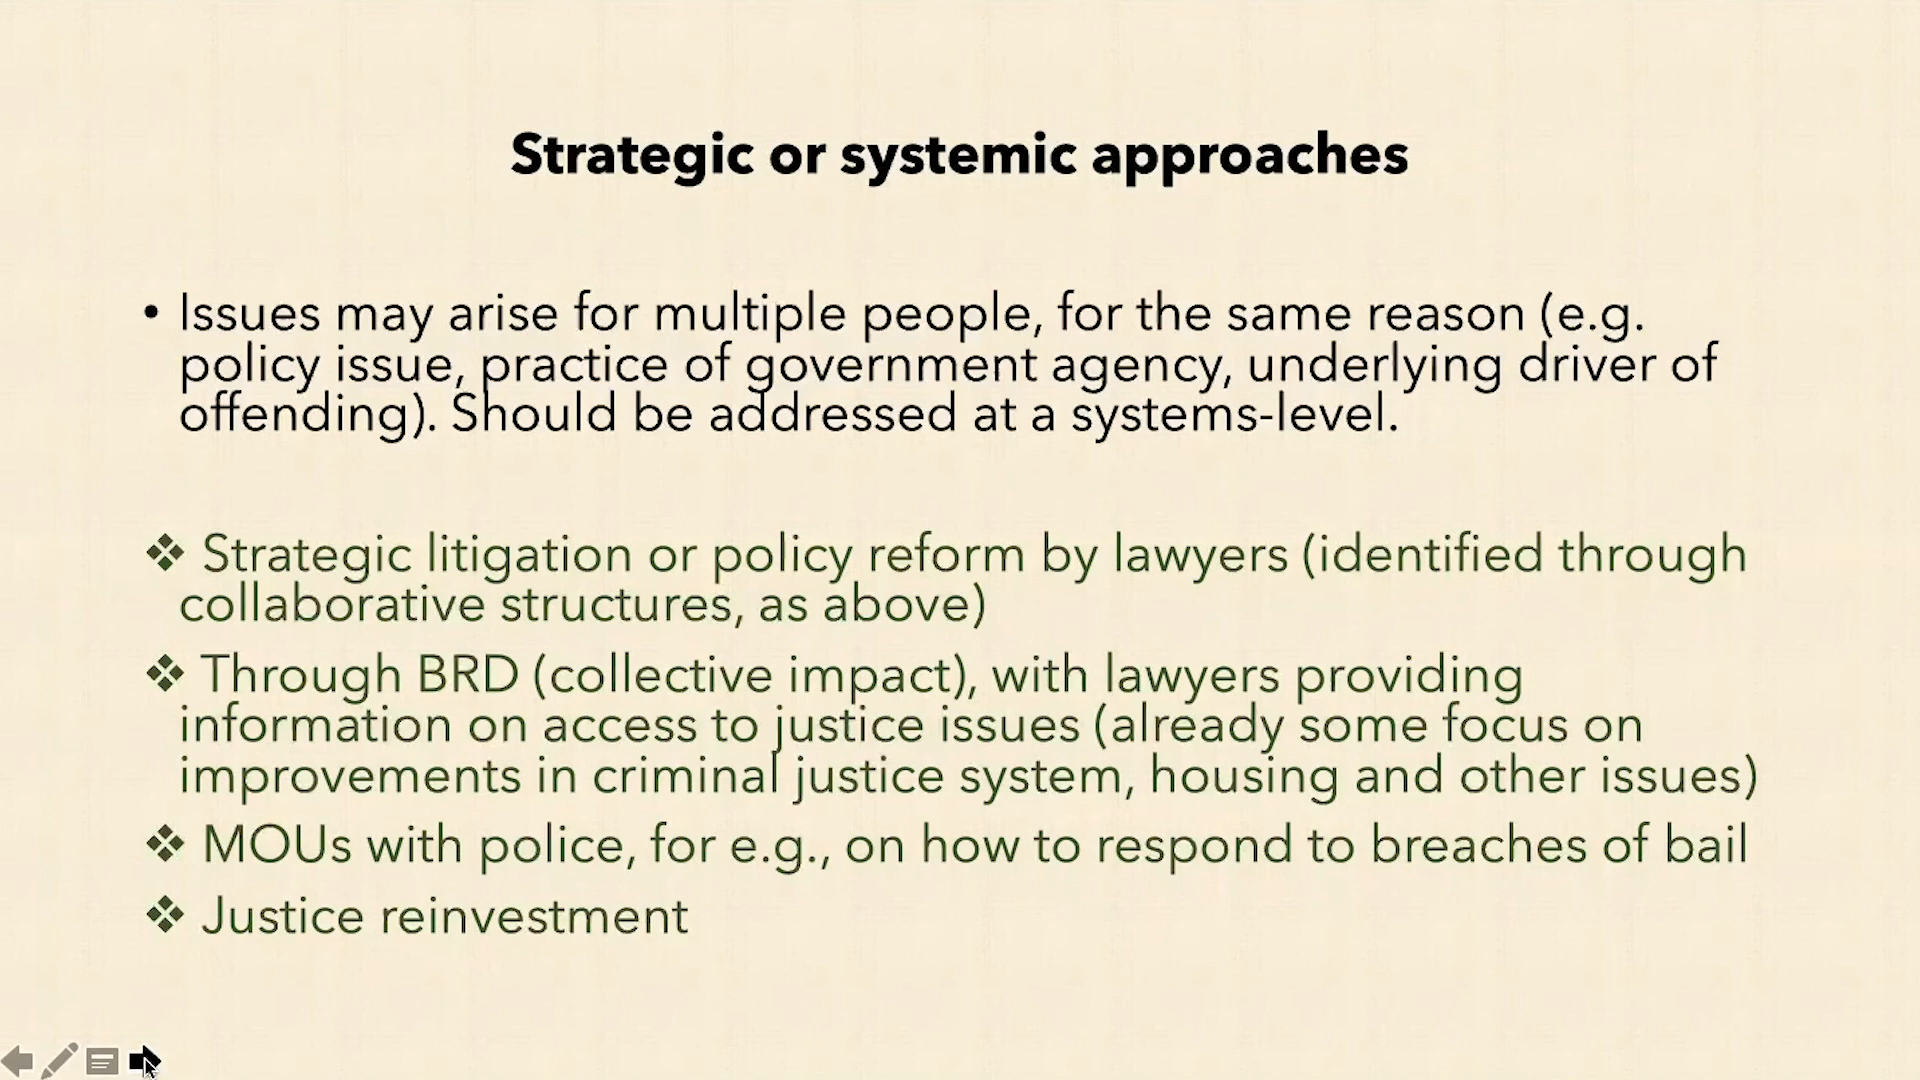 Strategic or systemic approaches
• Issues may arise for multiple people, for the same reason (e.g.
policy issue, practice of government agency, underlying driver of
offending). Should be addressed at a systems-level.
❖ Strategic litigation or policy reform by lawyers (identified through
collaborative structures, as above)
❖ Through BRD (collective impact), with lawyers providing
information on access to justice issues (already some focus on
improvements in criminal justice system, housing and other issues)
❖ MOUs with police, for e.g., on how to respond to breaches of bail
❖ Justice reinvestment